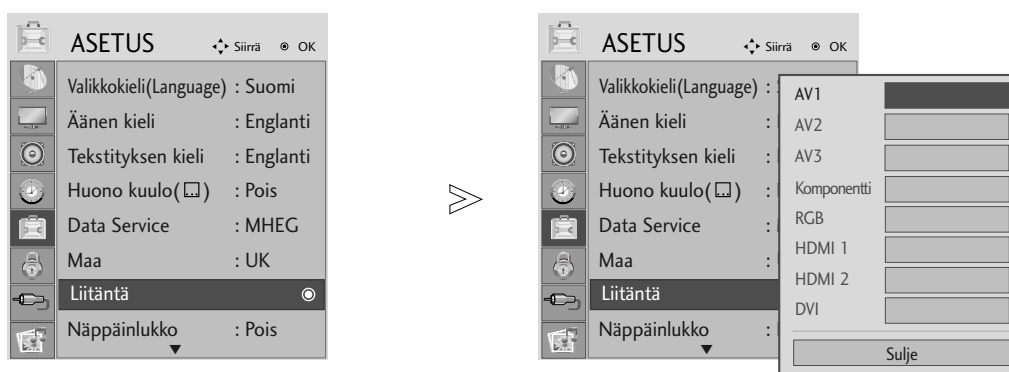 ASETUS Siirrä OK
Valikkokieli(Language) : Suomi
Äänen kieli : Englanti
Tekstityksen kieli : Englanti
Huono kuulo( ) : Pois
Data Service : MHEG
Maa : UK
Liitäntä
Näppäinlukko : Pois
ASETUS Siirrä OK
Valikkokieli(Language) :
Äänen kieli :
Tekstityksen kieli :
Huono kuulo( ) :
Data Service :
Maa :
Liitäntä
Näppäinlukko :
AV1
AV2
AV3
Komponentti
RGB
HDMI 1
HDMI 2
DVI
Sulje